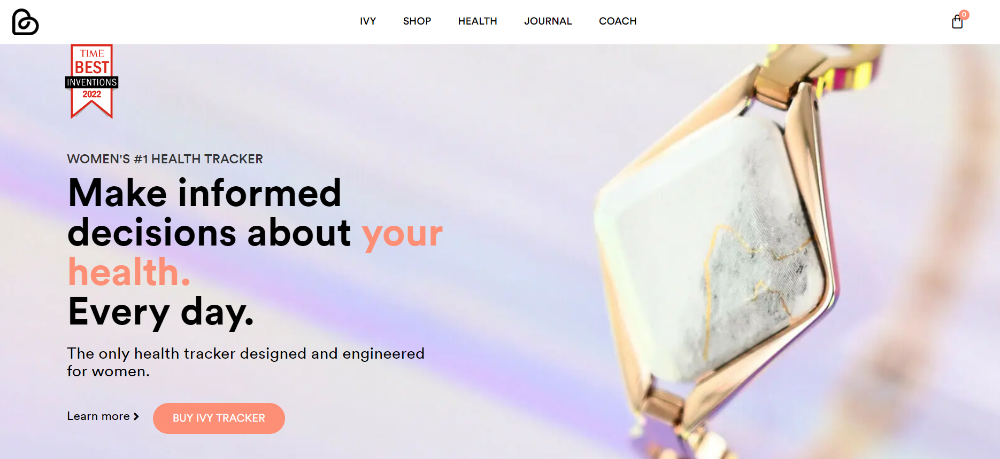 IVY
SHOP
HEALTH
JOURNAL
COACH
0
TIME
BEST
INVENTIONS
2022
WOMEN'S #1 HEALTH TRACKER
Make informed
decisions about your
health.
Every day.
The only health tracker designed and engineered
for women.
Learn more
BUY IVY TRACKER